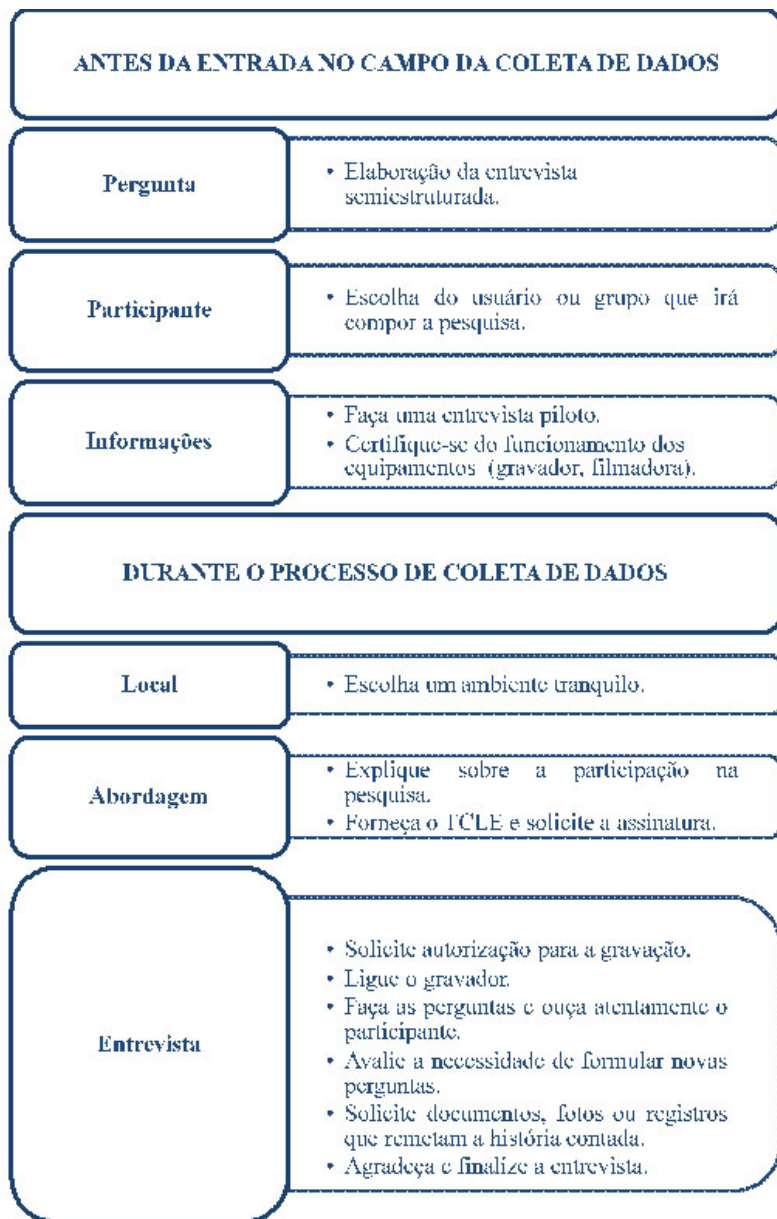 ANTES DA ENTRADA NO CAMPO DA COLETA DE DADOS
Pergunta
• Elaboração da entrevista
semiestruturada.
Participante
• Escolha do usuário ou grupo que irá
compor a pesquisa.
Informações
• Faça uma entrevista piloto.
• Certifique-se do funcionamento dos
equipamentos (gravador, filmadora).
DURANTE O PROCESSO DE COLETA DE DADOS
Local
• Escolha um ambiente tranquilo.
Abordagem
• Explique sobre a participação na
pesquisa.
• Forneça o TCLE e solicite a assinatura.
Entrevista
• Solicite autorização para a gravação.
• Ligue o gravador.
• Faça as perguntas e ouça atentamente o
participante.
• Avalie a necessidade de formular novas
perguntas.
• Solicite documentos, fotos ou registros
que remetam a história contada.
• Agradeça e finalize a entrevista.